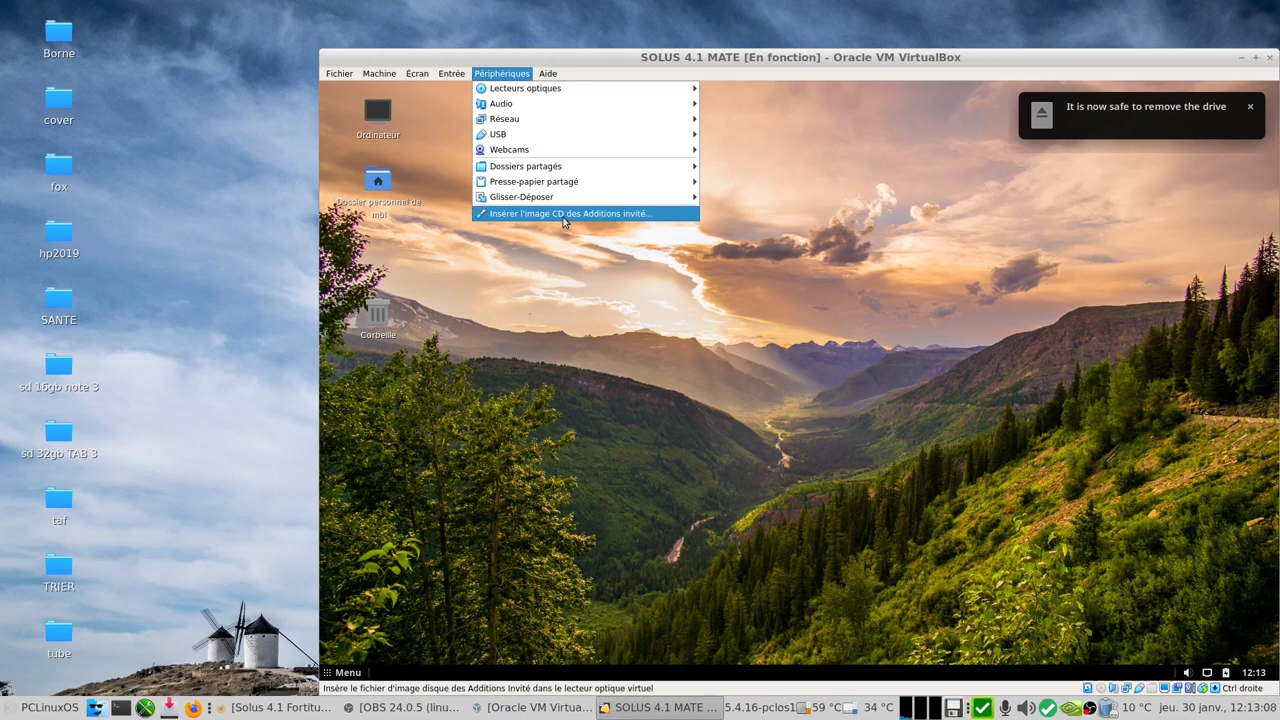 Borne
cover
fox
hp2019
SANTE
sd 16gb note 3
sd 32gb TAB 3
taf
TRIER
tube
SOLUS 4.1 MATE [En fonction] - Oracle VM VirtualBox
Fichier Machine Écran Entrée Périphériques Aide
Lecteurs optiques
Audio
Réseau
USB
Webcams
Dossiers partagés
Presse-papier partagé
Glisser-Déposer
Insérer l'image CD des Additions invité...
Ordinateur
Dossier personnel de
mbl
Corbeille
It is now safe to remove the drive
Menu
12:13
Insère le fichier d'image disque des Additions Invité dans le lecteur optique virtuel
Ctrl droite
PCLinuxOS
[OBS 24.0... (linu...
[Oracle VM Virtua...
SOLUS 4.1 MATE ...
5.4.16-pclos1
59 °C
34 °C
10 °C
jeu. 30 janv., 12:13:08